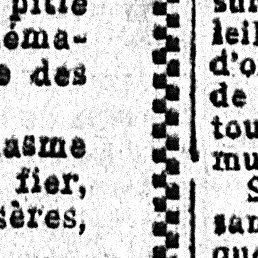 pitié
éma-
des
asme
fier,
sères,
sur
leil
d'o
de
tou
mu
S
san
que